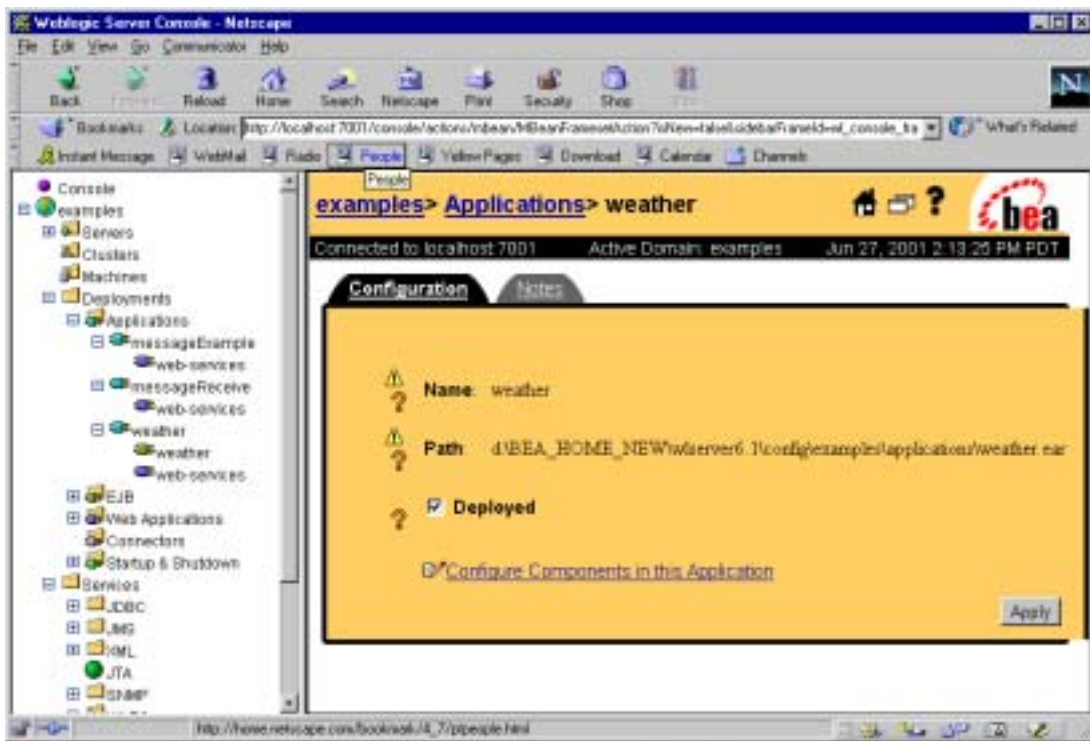 Weblogic Server Console - Netscape
File Edit View Go Communicator Help
Back Reload Home Search Netscape Print Security Shop
Bookmarks Location: http://localhost:7001/console/actions/mbean/MBeanFramesetAction?isNew=false&sidebarFrameId=wl_console_fra What's Related
Instant Message WebMail Radio People Yellow Pages Download Calendar Channels
People
Console
examples
Servers
Clusters
Machines
Deployments
Applications
messageExample
web-services
messageReceive
web-services
weather
weather
web-services
EJB
Web Applications
Connectors
Startup & Shutdown
Services
JDBC
JMS
XML
JTA
SNMP
examples> Applications> weather
? bea
Connected to localhost:7001 Active Domain: examples Jun 27, 2001 2:13:26 PM PDT
Configuration Notes
? Name: weather
? Path: d:\BEA_HOME_NEW\wlserver6.1\config\examples\applications\weather.ear
? Deployed
Configure Components in this Application
Apply
http://home.netscape.com/bookmark/4_7/ptpeople.html